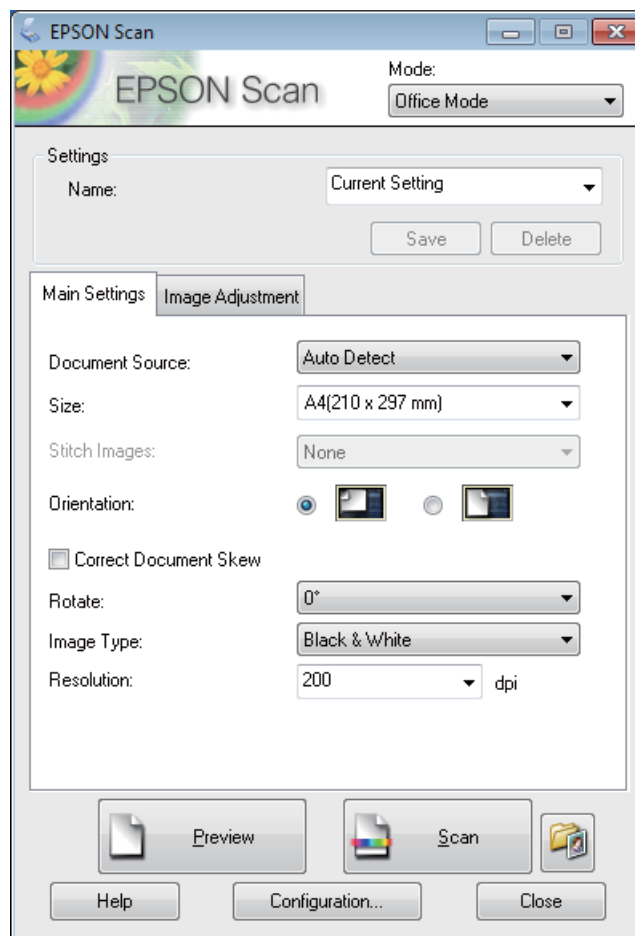 EPSON Scan
EPSON Scan
Mode:
Office Mode
Settings
Name:
Current Setting
Save
Delete
Main Settings
Image Adjustment
Document Source:
Auto Detect
Size:
A4(210 x 297 mm)
Stitch Images:
None
Orientation:
Correct Document Skew
Rotate:
0°
Image Type:
Black & White
Resolution:
200
dpi
Preview
Scan
Help
Configuration...
Close